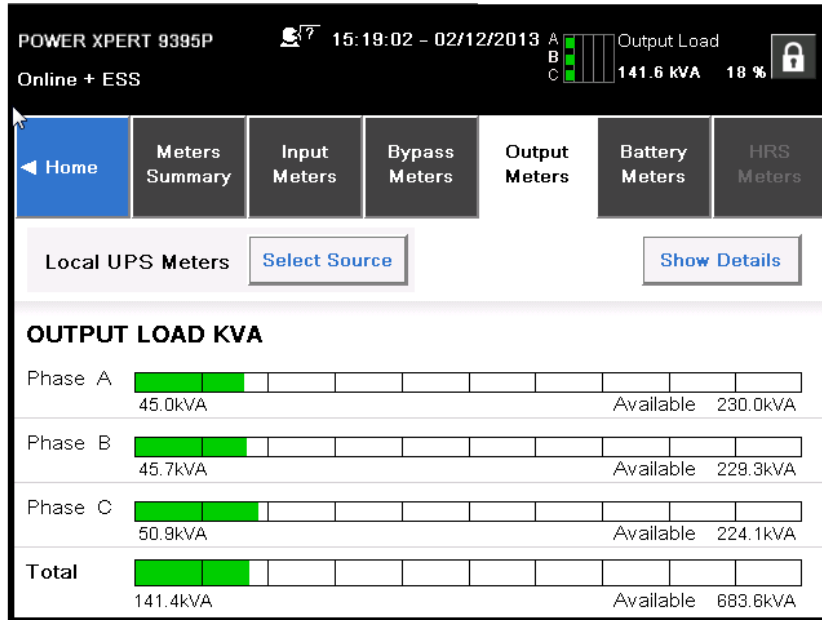 POWER XPERT 9395P
? 15:19:02 - 02/12/2013
A
B
C
Output Load
141.6 kVA 18 %
Online + ESS
Home
Meters Summary
Input Meters
Bypass Meters
Output Meters
Battery Meters
HRS Meters
Local UPS Meters
Select Source
Show Details
OUTPUT LOAD KVA
Phase A
45.0kVA Available 230.0kVA
Phase B
45.7kVA Available 229.3kVA
Phase C
50.9kVA Available 224.1kVA
Total
141.4kVA Available 683.6kVA